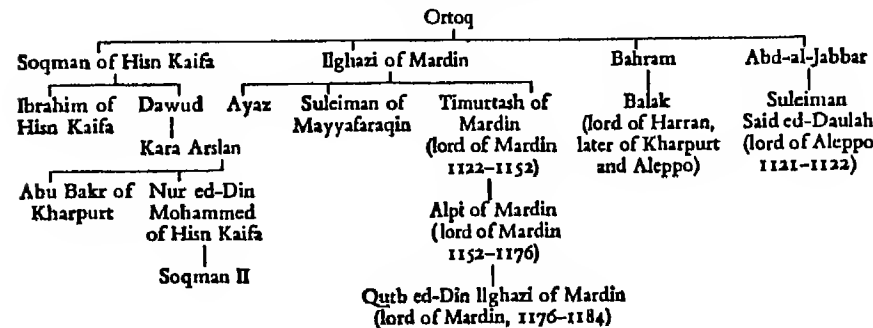 Ortoq
Soqman of Hisn Kaifa
Ilghazi of Mardin
Bahram
Abd-al-Jabbar
Ibrahim of
Hisn Kaifa
Dawud
Ayaz
Suleiman of
Mayyafaraqin
Timurtash of
Mardin
(lord of Mardin
1122–1152)
Balak
(lord of Harran,
later of Kharpurt
and Aleppo)
Suleiman
Said ed-Daulah
(lord of Aleppo
1121–1122)
Kara Arslan
Abu Bakr of
Kharpurt
Nur ed-Din
Mohammed
of Hisn Kaifa
Alpi of Mardin
(lord of Mardin
1152–1176)
Soqman II
Qutb ed-Din Ilghazi of Mardin
(lord of Mardin, 1176–1184)